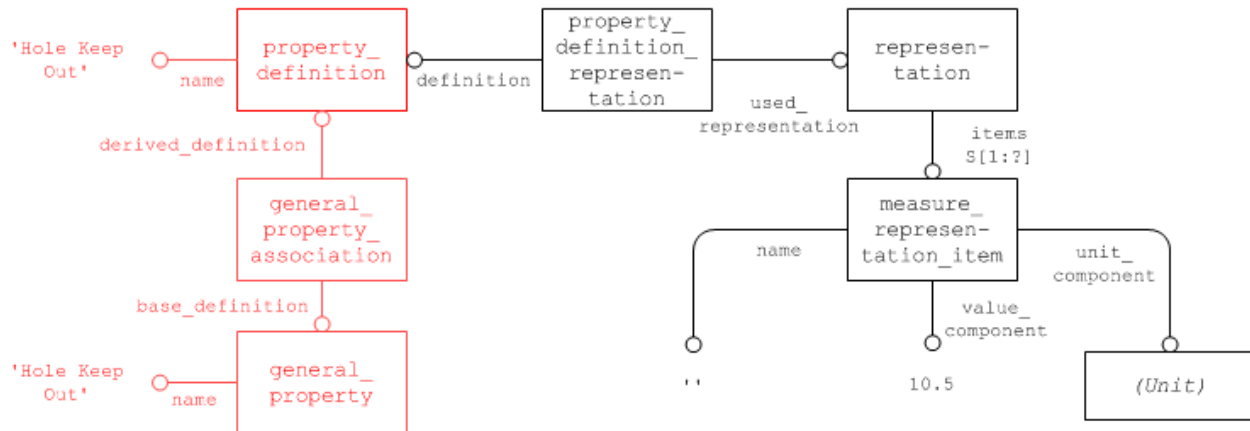 'Hole Keep
Out'
name
property_
definition
definition
property_
definition_
represen-
tation
used_
representation
represen-
tation
derived_definition
items
S[1:?]
general_
property_
association
name
measure_
represen-
tation_item
unit_
component
base_definition
value_
component
'Hole Keep
Out'
name
general_
property
''
10.5
(Unit)